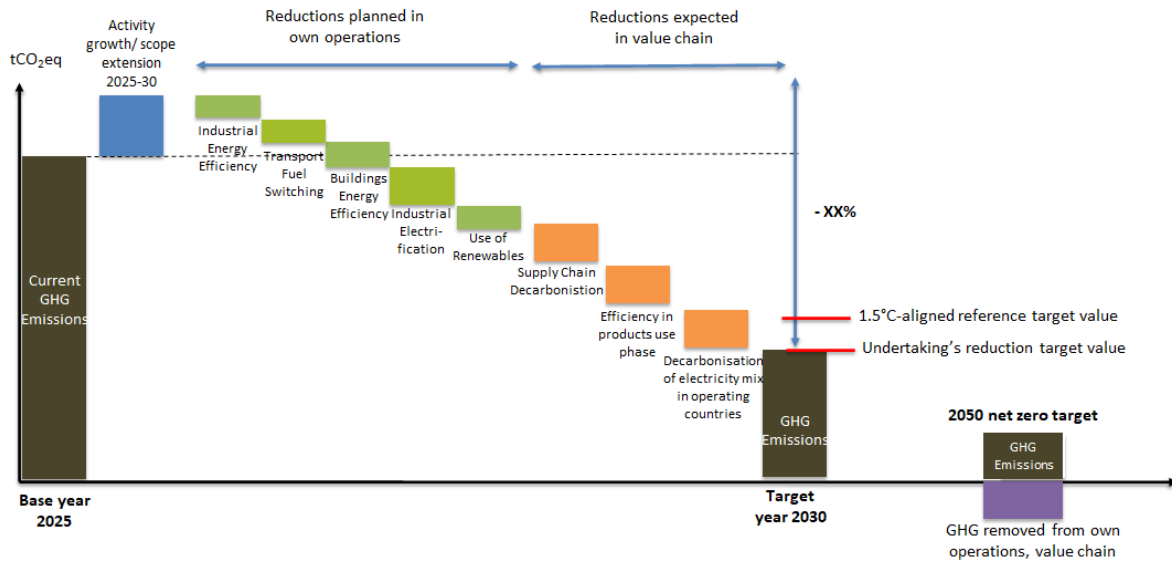 Activity
growth/ scope
extension
2025-30
Reductions planned in
own operations
Reductions expected
in value chain
tCO₂eq
Industrial
Energy
Efficiency
Transport
Fuel
Switching
Buildings
Energy
Efficiency
Industrial
Electri-
fication
Use of
Renewables
Supply Chain
Decarbonistion
Efficiency in
products use
phase
Decarbonisation
of electricity mix
in operating
countries
- XX%
1.5°C-aligned reference target value
Undertaking's reduction target value
Current
GHG
Emissions
GHG
Emissions
2050 net zero target
GHG
Emissions
Base year
2025
Target
year 2030
GHG removed from own
operations, value chain